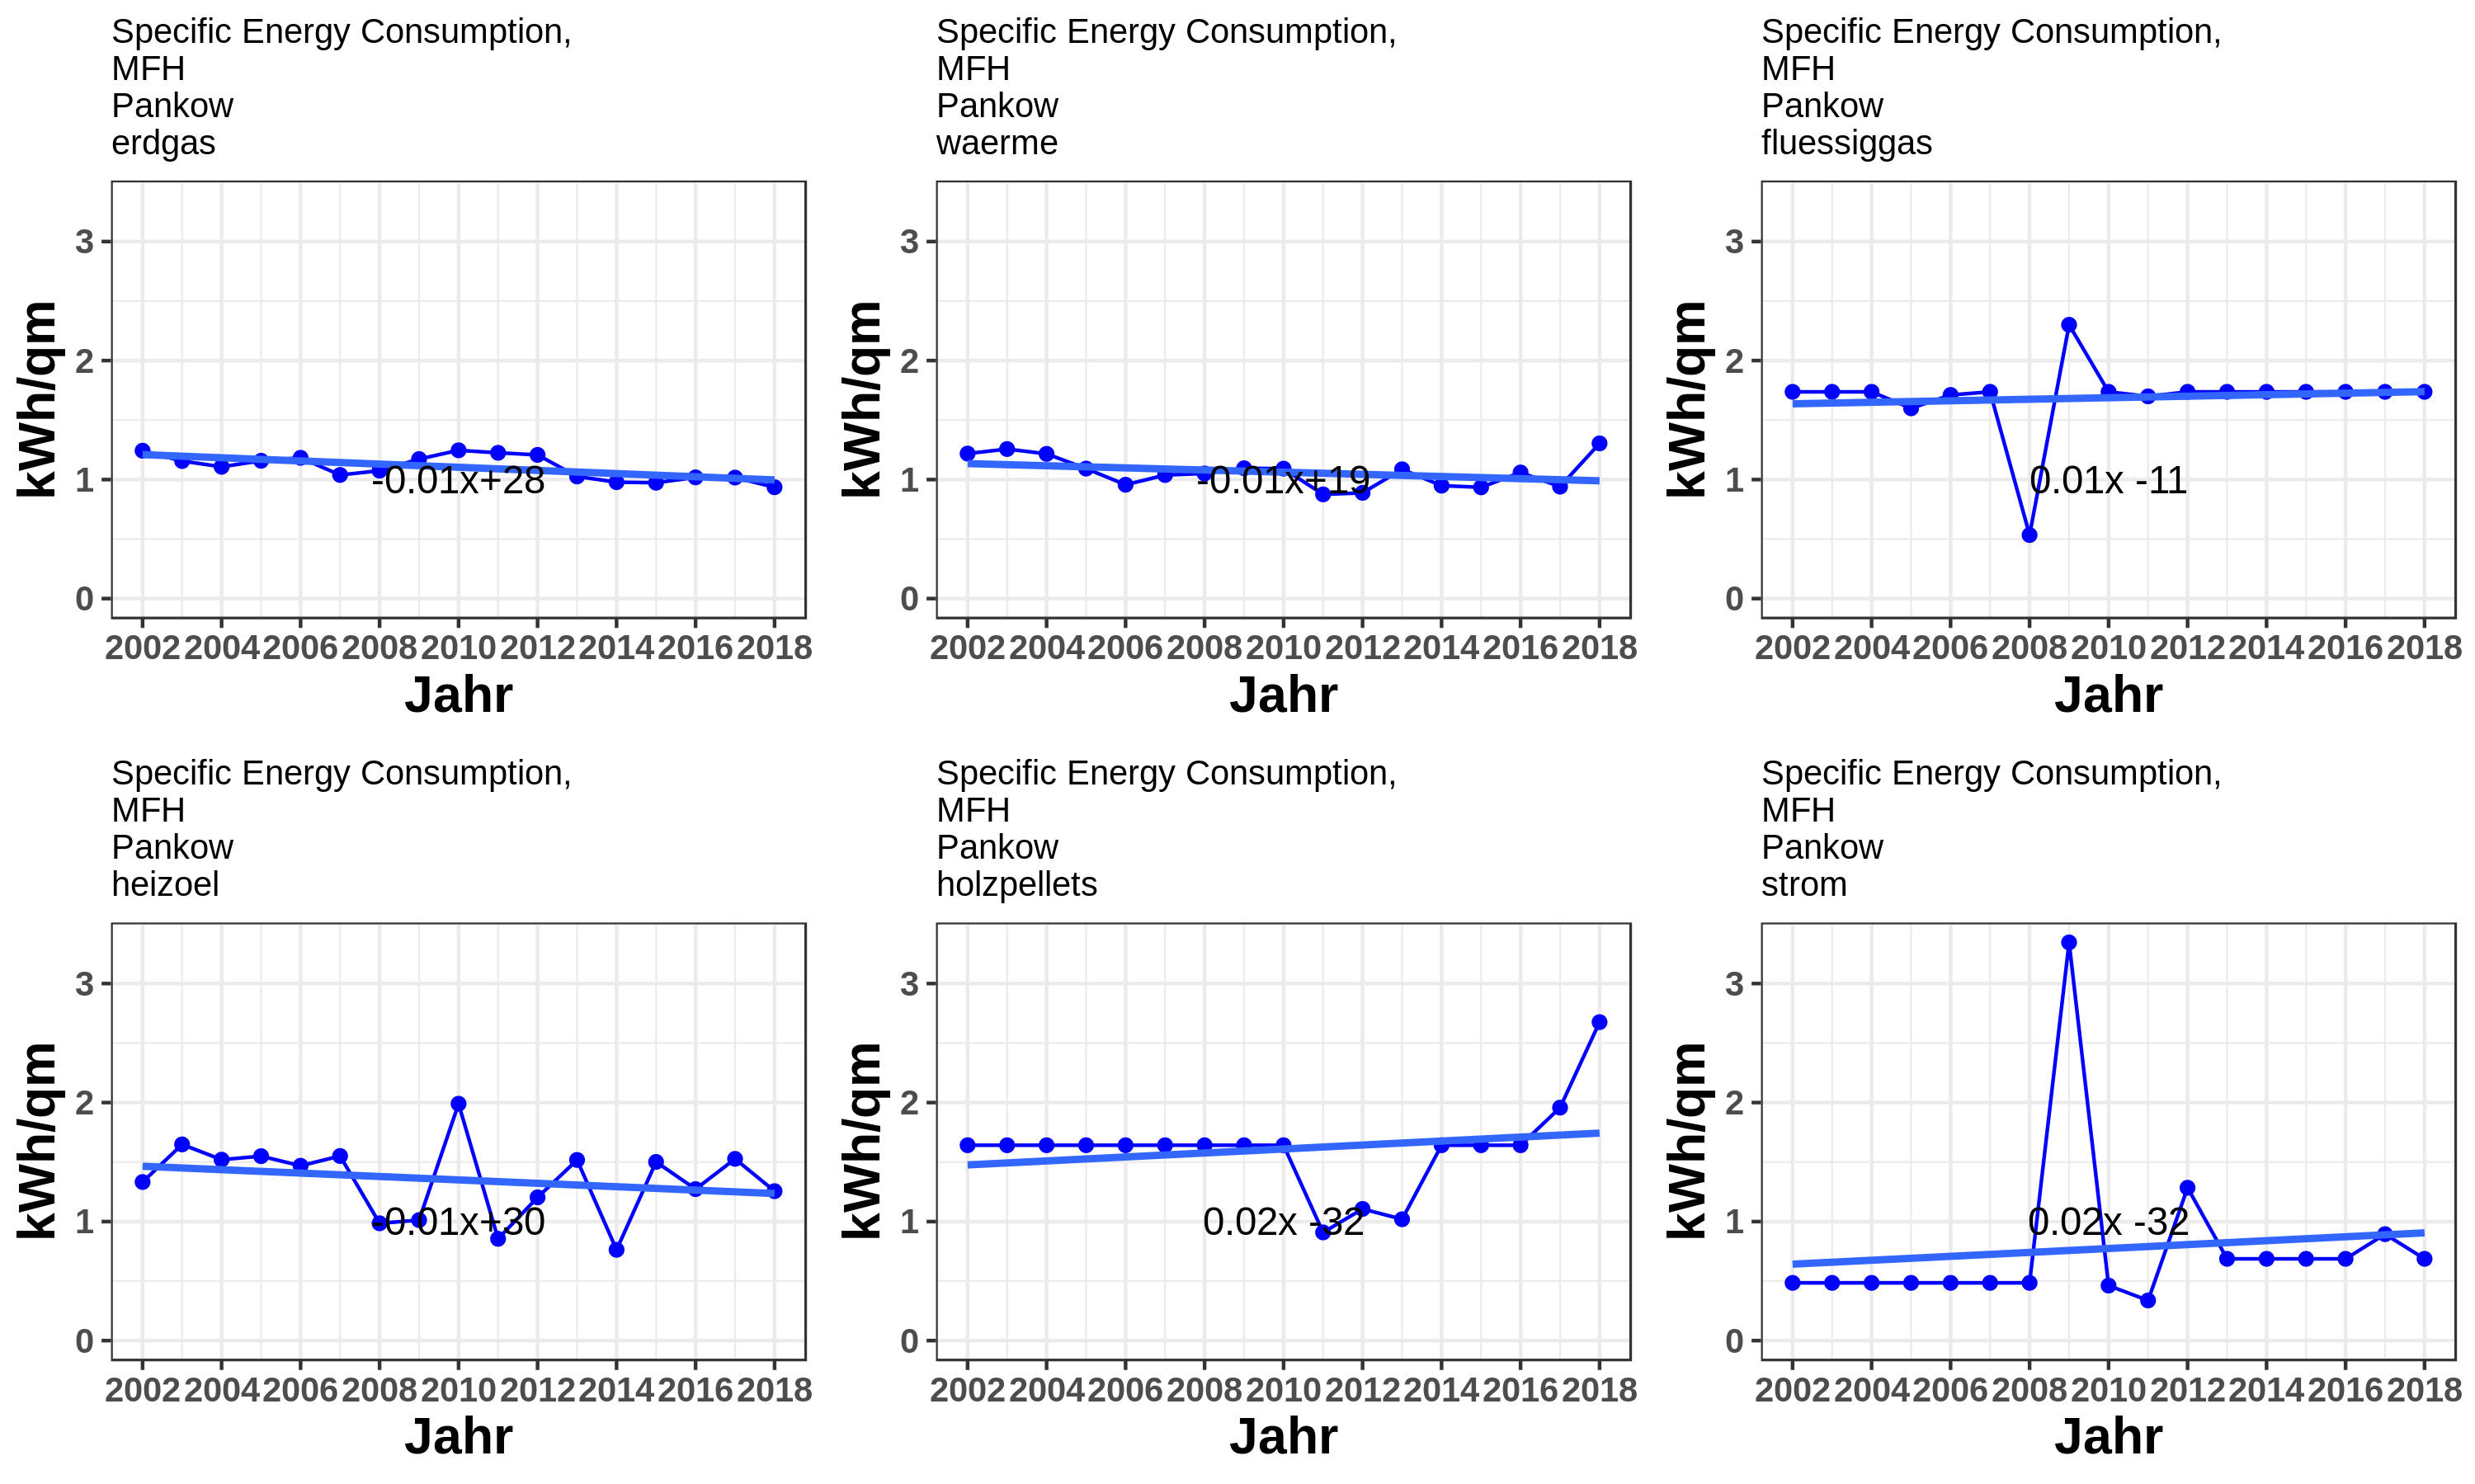 Specific Energy Consumption,
MFH
Pankow
erdgas
kWh/qm
3
2
1
0
-0.01x+28
2002 2004 2006 2008 2010 2012 2014 2016 2018
Jahr
Specific Energy Consumption,
MFH
Pankow
waerme
kWh/qm
3
2
1
0
-0.01x+19
2002 2004 2006 2008 2010 2012 2014 2016 2018
Jahr
Specific Energy Consumption,
MFH
Pankow
fluessiggas
kWh/qm
3
2
1
0
0.01x -11
2002 2004 2006 2008 2010 2012 2014 2016 2018
Jahr
Specific Energy Consumption,
MFH
Pankow
heizoel
kWh/qm
3
2
1
0
-0.01x+30
2002 2004 2006 2008 2010 2012 2014 2016 2018
Jahr
Specific Energy Consumption,
MFH
Pankow
holzpellets
kWh/qm
3
2
1
0
0.02x -32
2002 2004 2006 2008 2010 2012 2014 2016 2018
Jahr
Specific Energy Consumption,
MFH
Pankow
strom
kWh/qm
3
2
1
0
0.02x -32
2002 2004 2006 2008 2010 2012 2014 2016 2018
Jahr